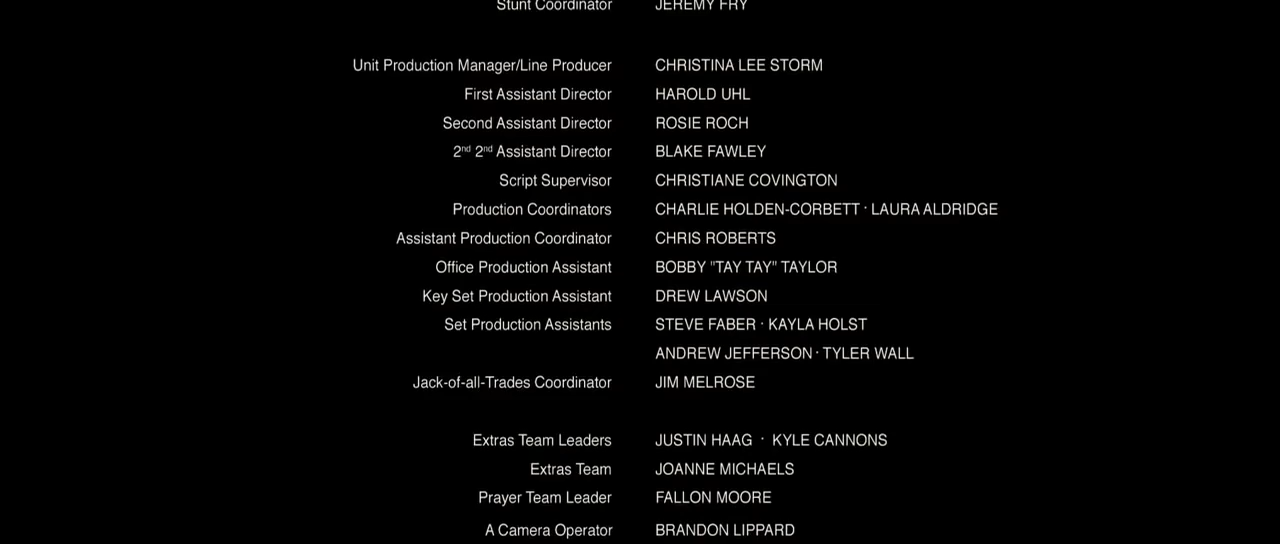 Stunt Coordinator JEREMY FRY
Unit Production Manager/Line Producer CHRISTINA LEE STORM
First Assistant Director HAROLD UHL
Second Assistant Director ROSIE ROCH
2nd 2nd Assistant Director BLAKE FAWLEY
Script Supervisor CHRISTIANE COVINGTON
Production Coordinators CHARLIE HOLDEN-CORBETT · LAURA ALDRIDGE
Assistant Production Coordinator CHRIS ROBERTS
Office Production Assistant BOBBY "TAY TAY" TAYLOR
Key Set Production Assistant DREW LAWSON
Set Production Assistants STEVE FABER · KAYLA HOLST
ANDREW JEFFERSON · TYLER WALL
Jack-of-all-Trades Coordinator JIM MELROSE
Extras Team Leaders JUSTIN HAAG · KYLE CANNONS
Extras Team JOANNE MICHAELS
Prayer Team Leader FALLON MOORE
A Camera Operator BRANDON LIPPARD